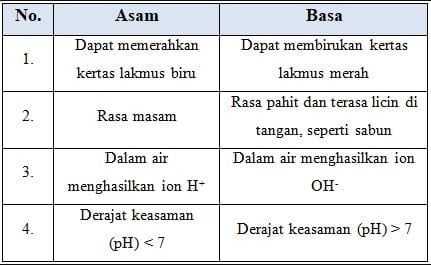 No. Asam Basa
1. Dapat memerahkan kertas lakmus biru Dapat membirukan kertas lakmus merah
2. Rasa masam Rasa pahit dan terasa licin di tangan, seperti sabun
3. Dalam air menghasilkan ion H⁺ Dalam air menghasilkan ion OH⁻
4. Derajat keasaman (pH) < 7 Derajat keasaman (pH) > 7